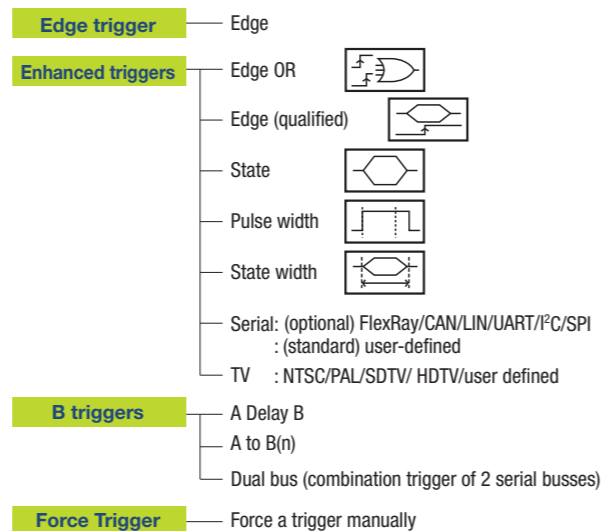 Edge trigger Edge
Enhanced triggers Edge OR
Edge (qualified)
State
Pulse width
State width
Serial: (optional) FlexRay/CAN/LIN/UART/I²C/SPI
: (standard) user-defined
TV : NTSC/PAL/SDTV/ HDTV/user defined
B triggers A Delay B
A to B(n)
Dual bus (combination trigger of 2 serial busses)
Force Trigger Force a trigger manually